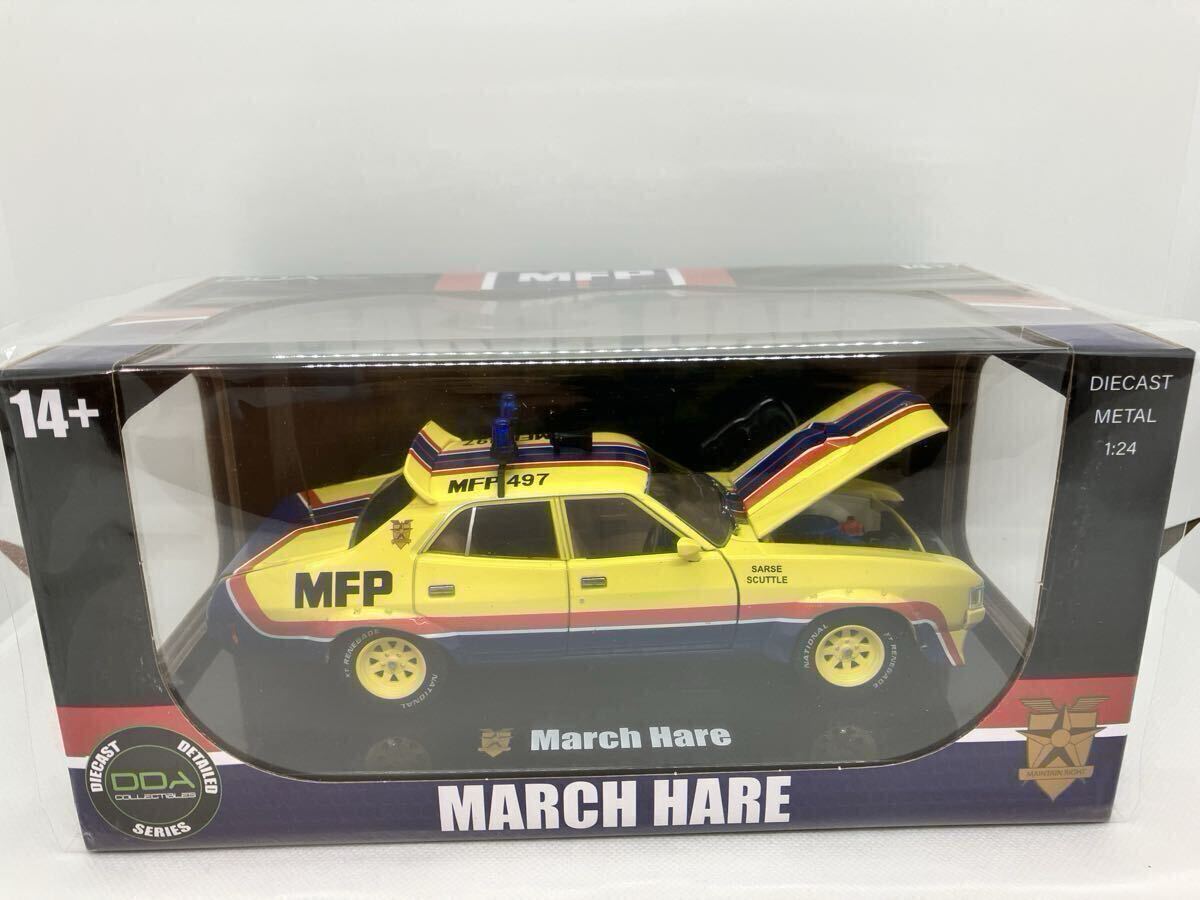 MFP
14+
DIECAST
METAL
1:24
MFP 497
SARSE
SCUTTLE
MFP
NATIONAL
XT RENEGADE
NATIONAL
XT RENEGADE
March Hare
MARCH HARE
MAINTAIN RIGHT
DIECAST DETAILED
DDA
COLLECTIBLES
SERIES